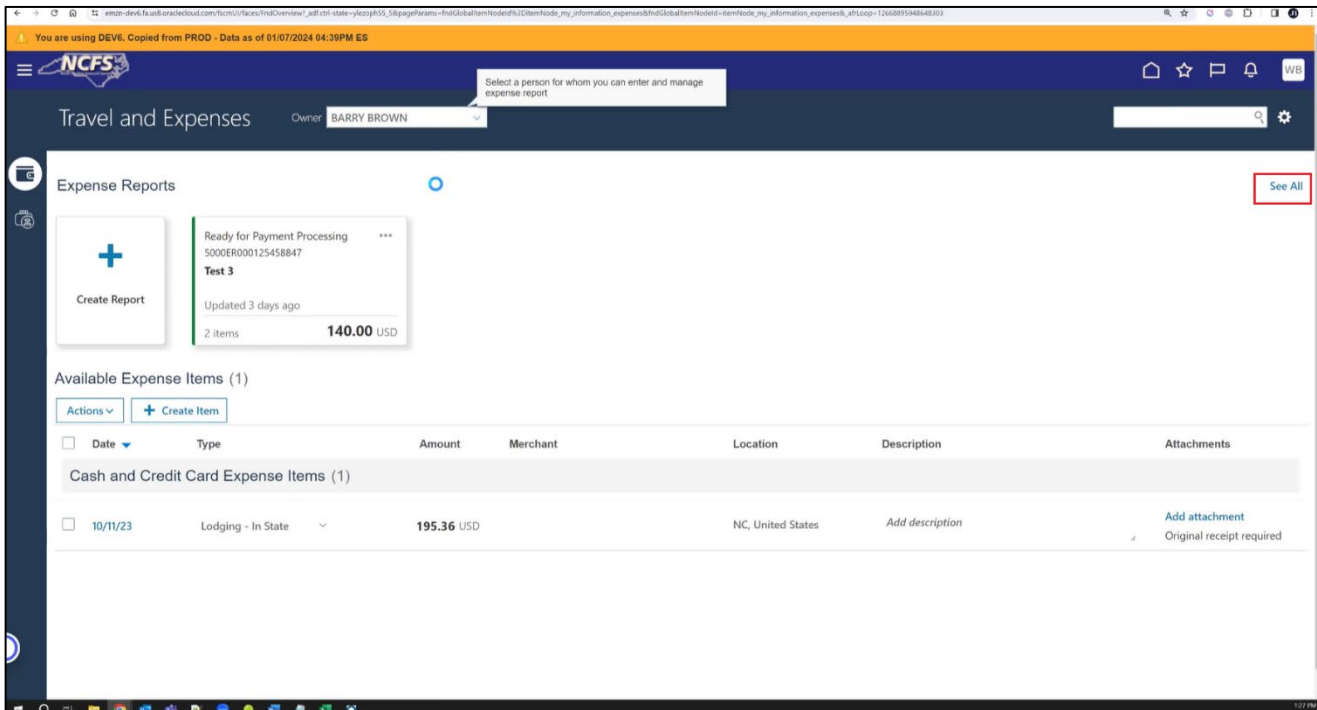 You are using DEV6. Copied from PROD - Data as of 01/07/2024 04:39PM ES
NCFS
WB
Select a person for whom you can enter and manage
expense report
Travel and Expenses
Owner BARRY BROWN
Expense Reports
See All
Create Report
Ready for Payment Processing
5000ER000125458847
Test 3
Updated 3 days ago
2 items 140.00 USD
Available Expense Items (1)
Actions
Create Item
Date Type Amount Merchant Location Description Attachments
Cash and Credit Card Expense Items (1)
10/11/23 Lodging - In State 195.36 USD NC, United States Add description Add attachment
Original receipt required
1:27 PM